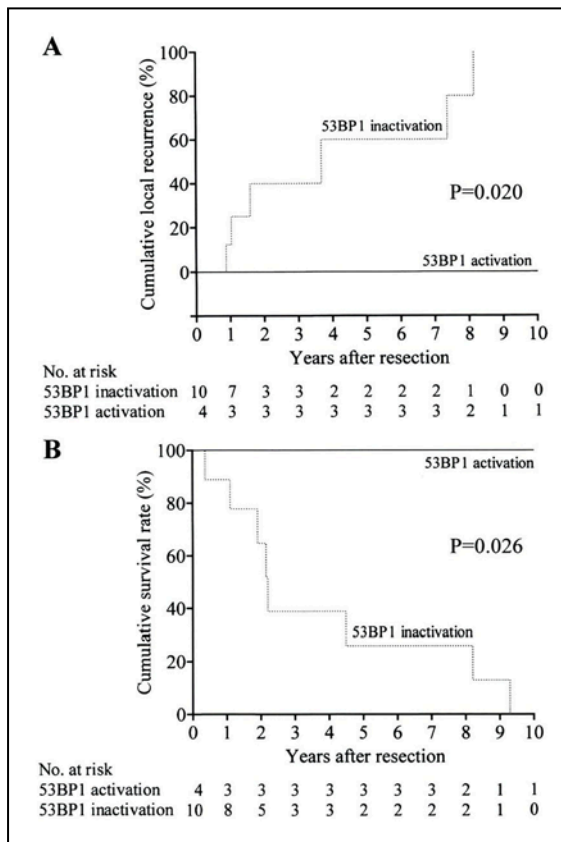 A
Cumulative local recurrence (%)
100
80
60
40
20
0
53BP1 inactivation
P=0.020
53BP1 activation
0 1 2 3 4 5 6 7 8 9 10
Years after resection
No. at risk
53BP1 inactivation 10 7 3 3 2 2 2 2 1 0 0
53BP1 activation 4 3 3 3 3 3 3 3 2 1 1
B
Cumulative survival rate (%)
100
80
60
40
20
0
53BP1 activation
P=0.026
53BP1 inactivation
0 1 2 3 4 5 6 7 8 9 10
Years after resection
No. at risk
53BP1 activation 4 3 3 3 3 3 3 3 2 1 1
53BP1 inactivation 10 8 5 3 3 2 2 2 2 1 0